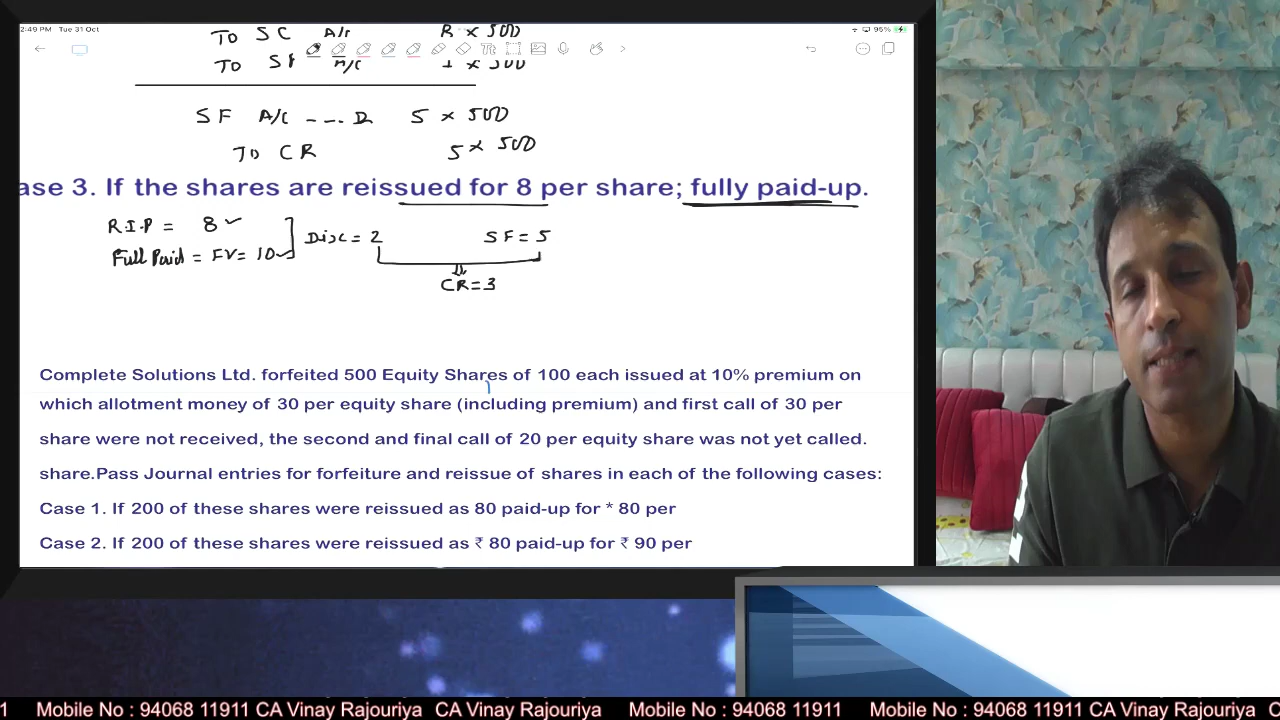 2:49 PM Tue 31 Oct
95%
TO SC A/C 8 × 500
TO SF A/C 1 × 500
SF A/C --- D 5 × 500
TO CR 5 × 500
ase 3. If the shares are reissued for 8 per share; fully paid-up.
R.I.P = 8
Full Paid = FV = 10
Disc = 2 SF = 5
CR = 3
Complete Solutions Ltd. forfeited 500 Equity Shares of 100 each issued at 10% premium on
which allotment money of 30 per equity share (including premium) and first call of 30 per
share were not received, the second and final call of 20 per equity share was not yet called.
share.Pass Journal entries for forfeiture and reissue of shares in each of the following cases:
Case 1. If 200 of these shares were reissued as 80 paid-up for * 80 per
Case 2. If 200 of these shares were reissued as ₹ 80 paid-up for ₹ 90 per
1 Mobile No : 94068 11911 CA Vinay Rajouriya CA Vinay Rajouriya Mobile No : 94068 11911 Mobile No : 94068 11911 CA Vinay Rajouriya C